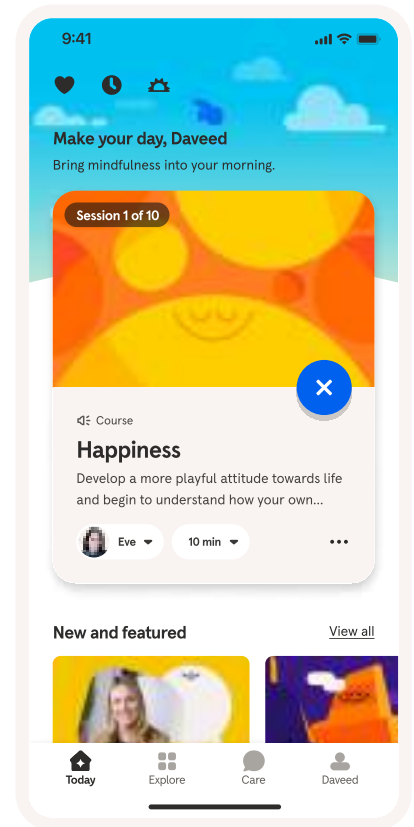 9:41
Make your day, Daveed
Bring mindfulness into your morning.
Session 1 of 10
Course
Happiness
Develop a more playful attitude towards life
and begin to understand how your own...
Eve
10 min
New and featured
View all
Today
Explore
Care
Daveed